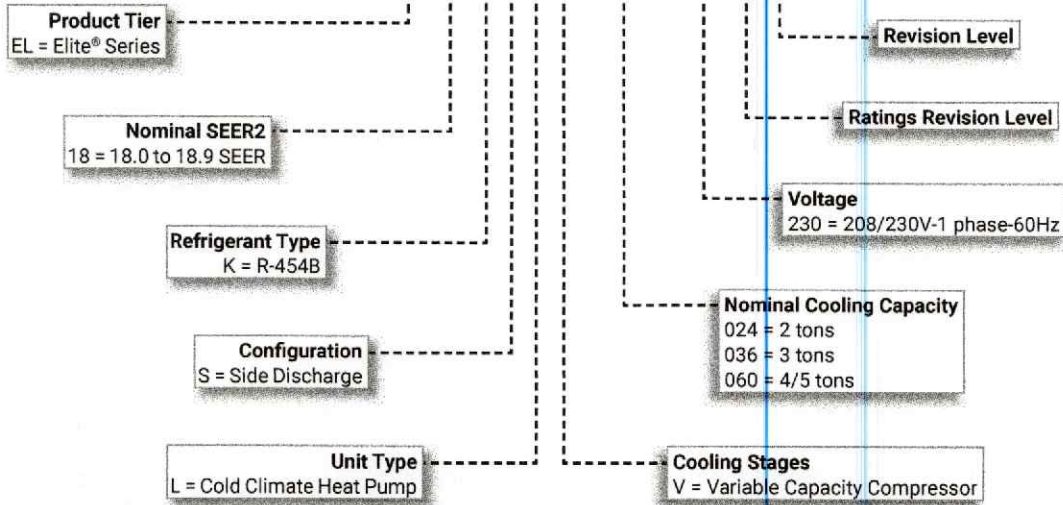 Product Tier
EL = Elite® Series
Nominal SEER2
18 = 18.0 to 18.9 SEER
Refrigerant Type
K = R-454B
Configuration
S = Side Discharge
Unit Type
L = Cold Climate Heat Pump
Revision Level
Ratings Revision Level
Voltage
230 = 208/230V-1 phase-60Hz
Nominal Cooling Capacity
024 = 2 tons
036 = 3 tons
060 = 4/5 tons
Cooling Stages
V = Variable Capacity Compressor